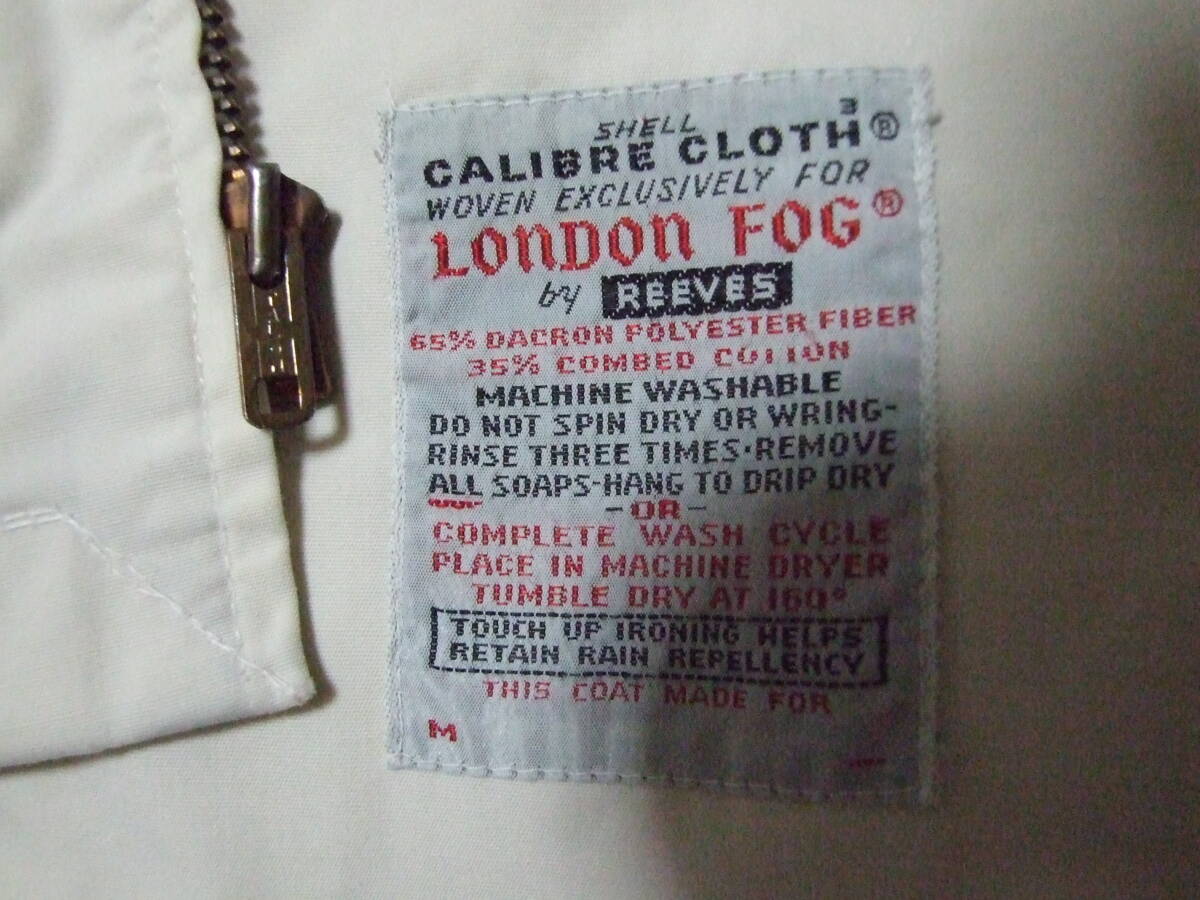 SHELL
CALIBRE CLOTH³®
WOVEN EXCLUSIVELY FOR
LONDON FOG®
by REEVES
65% DACRON POLYESTER FIBER
35% COMBED COTTON
MACHINE WASHABLE
DO NOT SPIN DRY OR WRING-
RINSE THREE TIMES·REMOVE
ALL SOAPS-HANG TO DRIP DRY
-OR-
COMPLETE WASH CYCLE
PLACE IN MACHINE DRYER
TUMBLE DRY AT 160°
TOUCH UP IRONING HELPS
RETAIN RAIN REPELLENCY
THIS COAT MADE FOR
M